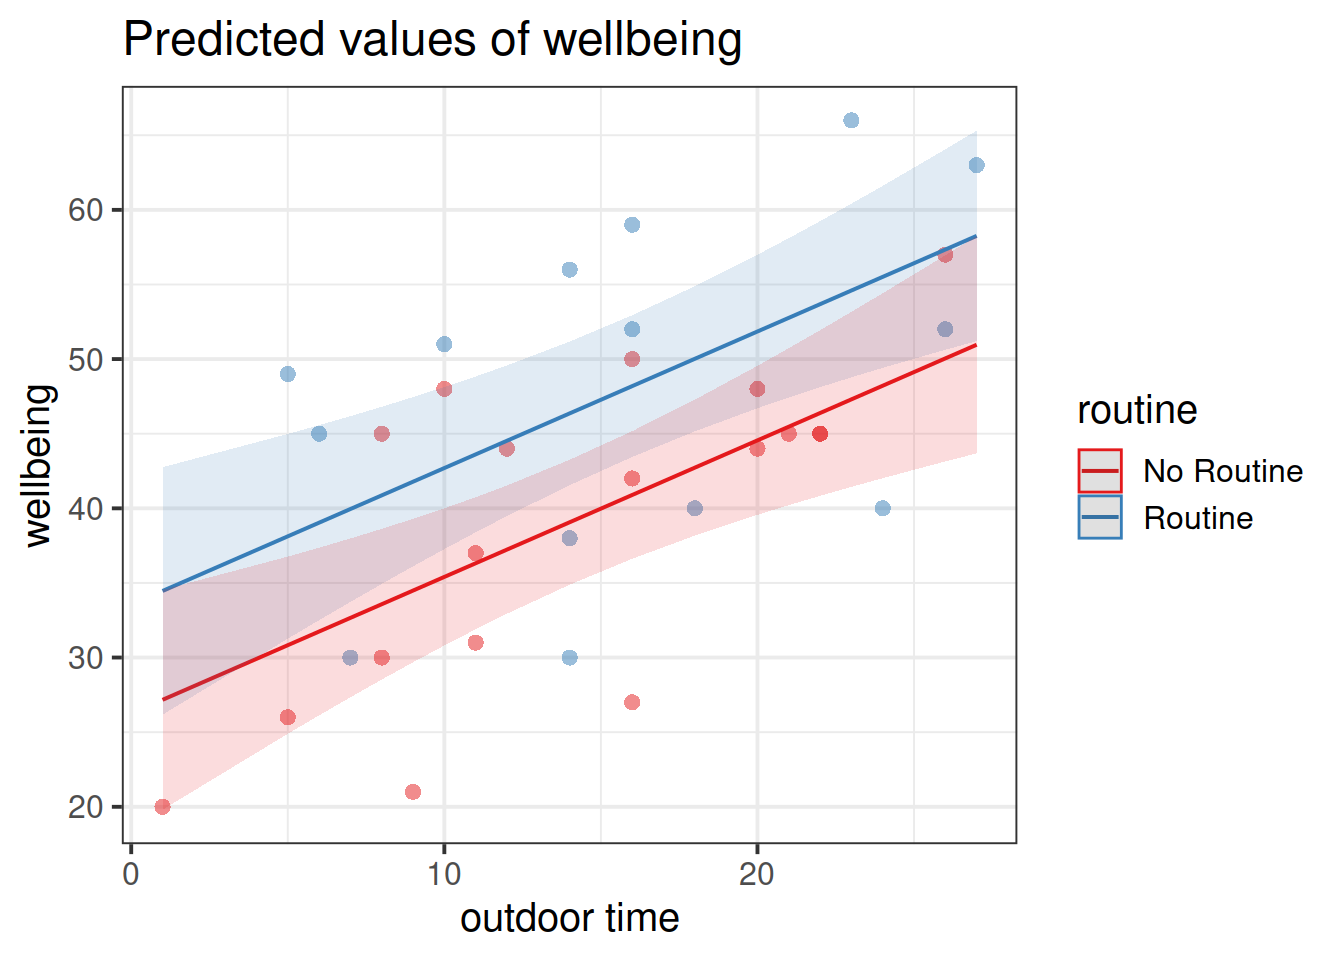 Predicted values of wellbeing
wellbeing
60
50
40
30
20
0 10 20
outdoor time
routine
No Routine
Routine